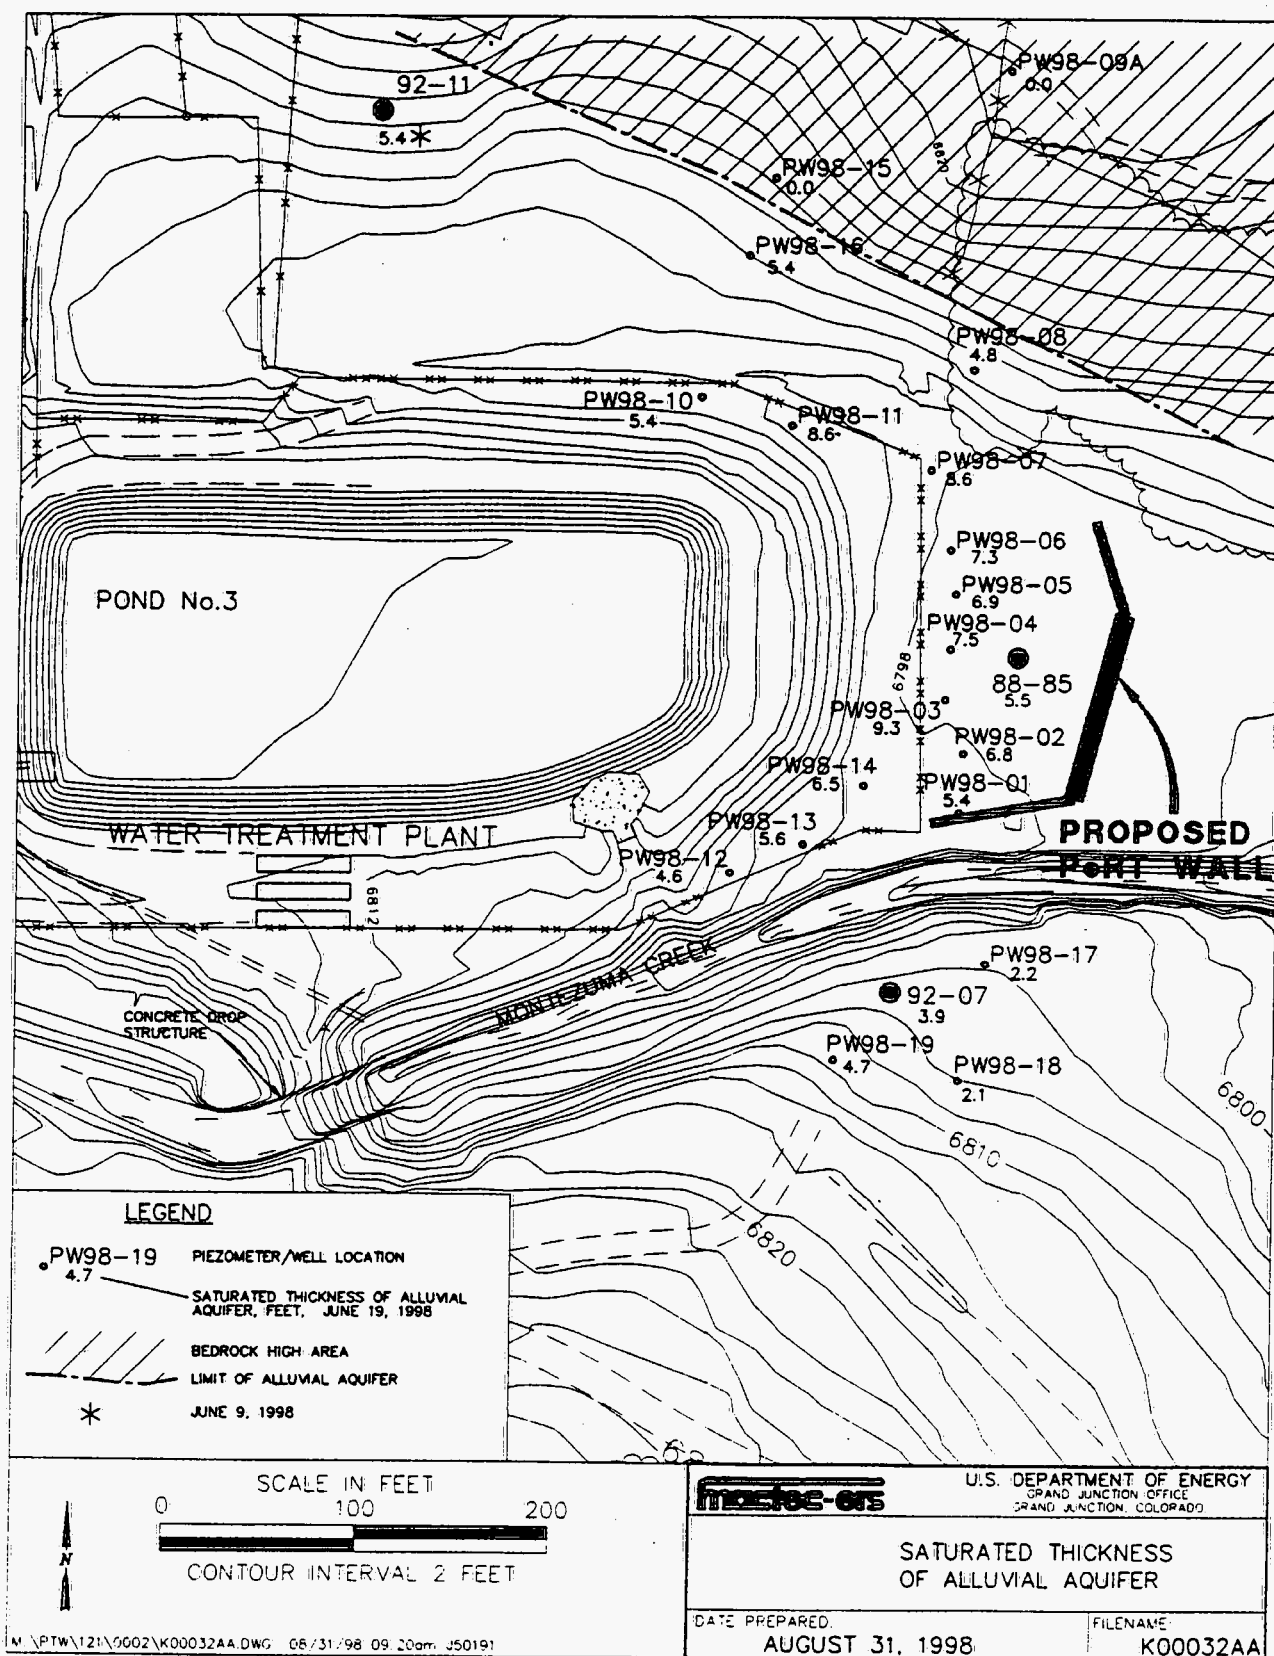 PW98-09A
0.0
92-11
5.4*
PW98-15
0.0
6670
PW98-16
5.4
PW98-08
4.8
PW98-10
5.4
PW98-11
8.6
PW98-07
8.6
PW98-06
7.3
PW98-05
6.9
POND No.3
PW98-04
7.5
6798
88-85
5.5
PW98-03
9.3
PW98-02
6.8
PW98-14
6.5
PW98-01
5.4
WATER TREATMENT PLANT
PW98-13
5.6
PROPOSED
PeRT WALL
PW98-12
4.6
6812
MONTEZUMA CREEK
PW98-17
2.2
92-07
3.9
CONCRETE DROP
STRUCTURE
PW98-19
4.7
PW98-18
2.1
6800
6810
6820
LEGEND
PW98-19
4.7
PIEZOMETER/WELL LOCATION
SATURATED THICKNESS OF ALLUVIAL
AQUIFER, FEET, JUNE 19, 1998
BEDROCK HIGH AREA
LIMIT OF ALLUVIAL AQUIFER
* JUNE 9, 1998
SCALE IN FEET
0 100 200
CONTOUR INTERVAL 2 FEET
N
M:\PTW\121\0002\K00032AA.DWG 08/31/98 09:20am J50191
mactec-ers
U.S. DEPARTMENT OF ENERGY
GRAND JUNCTION OFFICE
GRAND JUNCTION, COLORADO
SATURATED THICKNESS
OF ALLUVIAL AQUIFER
DATE PREPARED:
AUGUST 31, 1998
FILENAME:
K00032AA